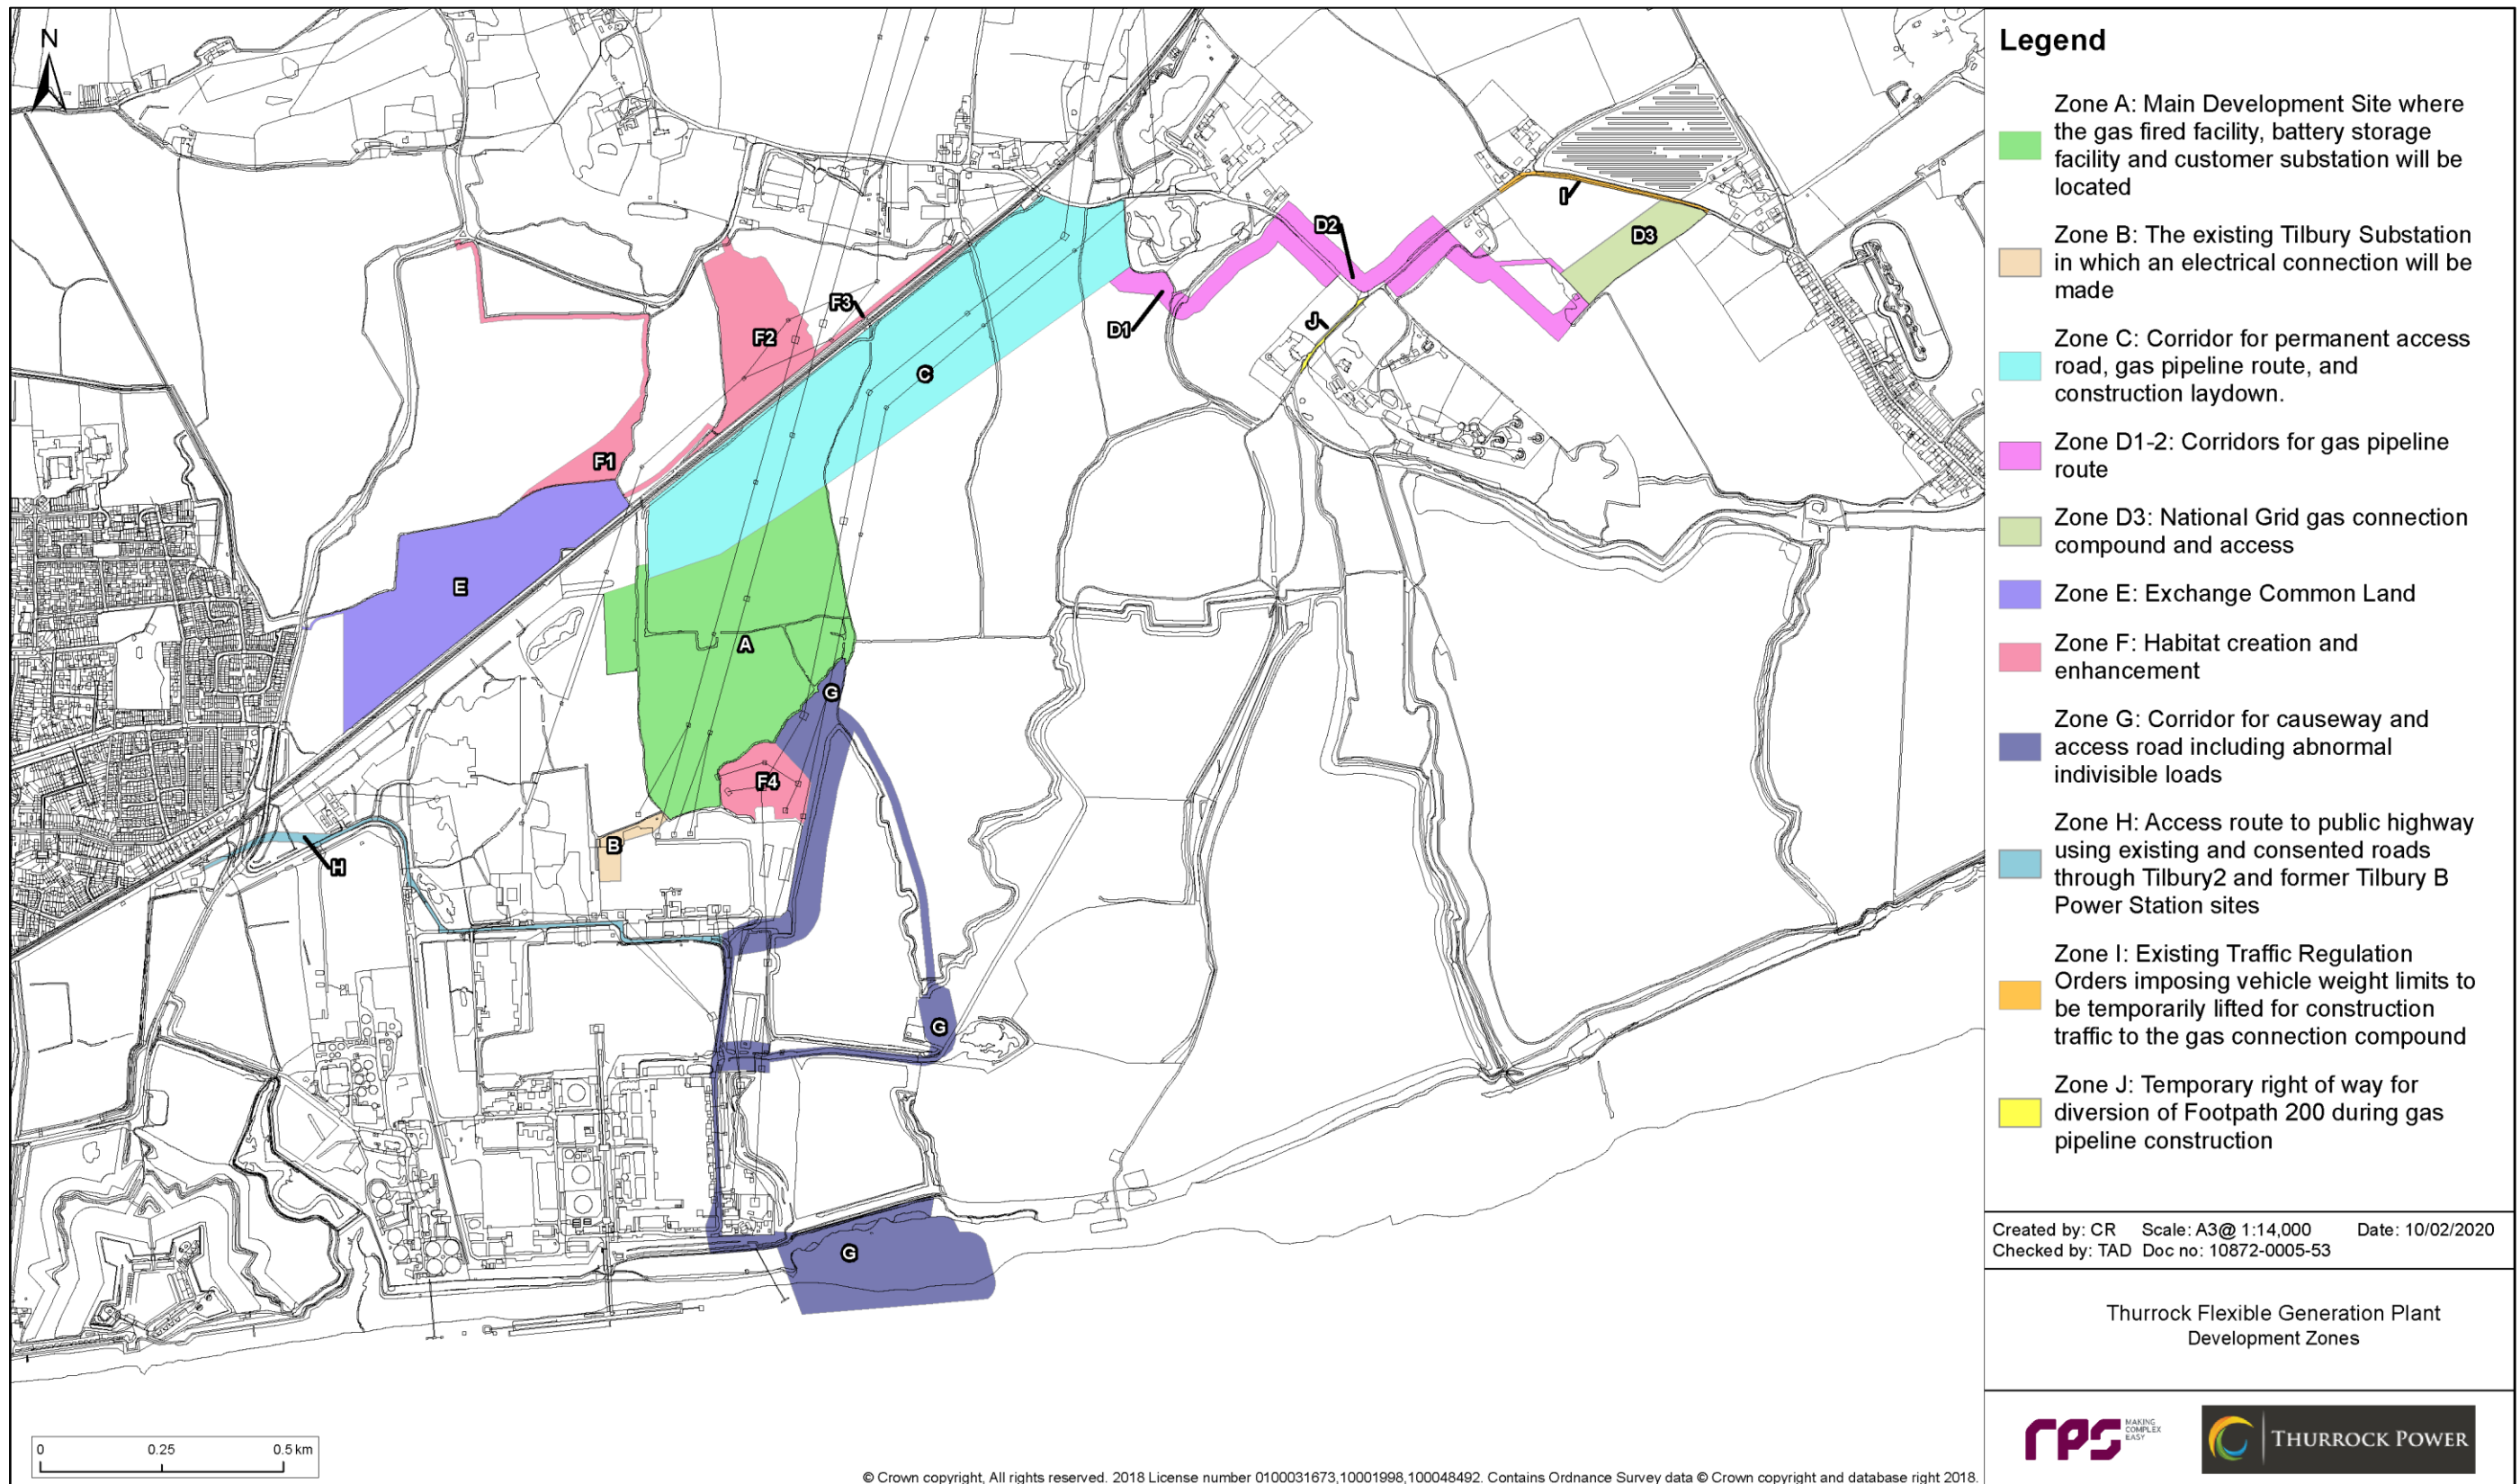 N
I
D2
D3
F3
D1
J
F2
C
F1
E
A
G
F4
B
H
G
G
0 0.25 0.5 km
© Crown copyright, All rights reserved. 2018 License number 0100031673,10001998,100048492. Contains Ordnance Survey data © Crown copyright and database right 2018.
Legend
Zone A: Main Development Site where
the gas fired facility, battery storage
facility and customer substation will be
located
Zone B: The existing Tilbury Substation
in which an electrical connection will be
made
Zone C: Corridor for permanent access
road, gas pipeline route, and
construction laydown.
Zone D1-2: Corridors for gas pipeline
route
Zone D3: National Grid gas connection
compound and access
Zone E: Exchange Common Land
Zone F: Habitat creation and
enhancement
Zone G: Corridor for causeway and
access road including abnormal
indivisible loads
Zone H: Access route to public highway
using existing and consented roads
through Tilbury2 and former Tilbury B
Power Station sites
Zone I: Existing Traffic Regulation
Orders imposing vehicle weight limits to
be temporarily lifted for construction
traffic to the gas connection compound
Zone J: Temporary right of way for
diversion of Footpath 200 during gas
pipeline construction
Created by: CR Scale: A3@ 1:14,000 Date: 10/02/2020
Checked by: TAD Doc no: 10872-0005-53
Thurrock Flexible Generation Plant
Development Zones
rps
MAKING
COMPLEX
EASY
THURROCK POWER